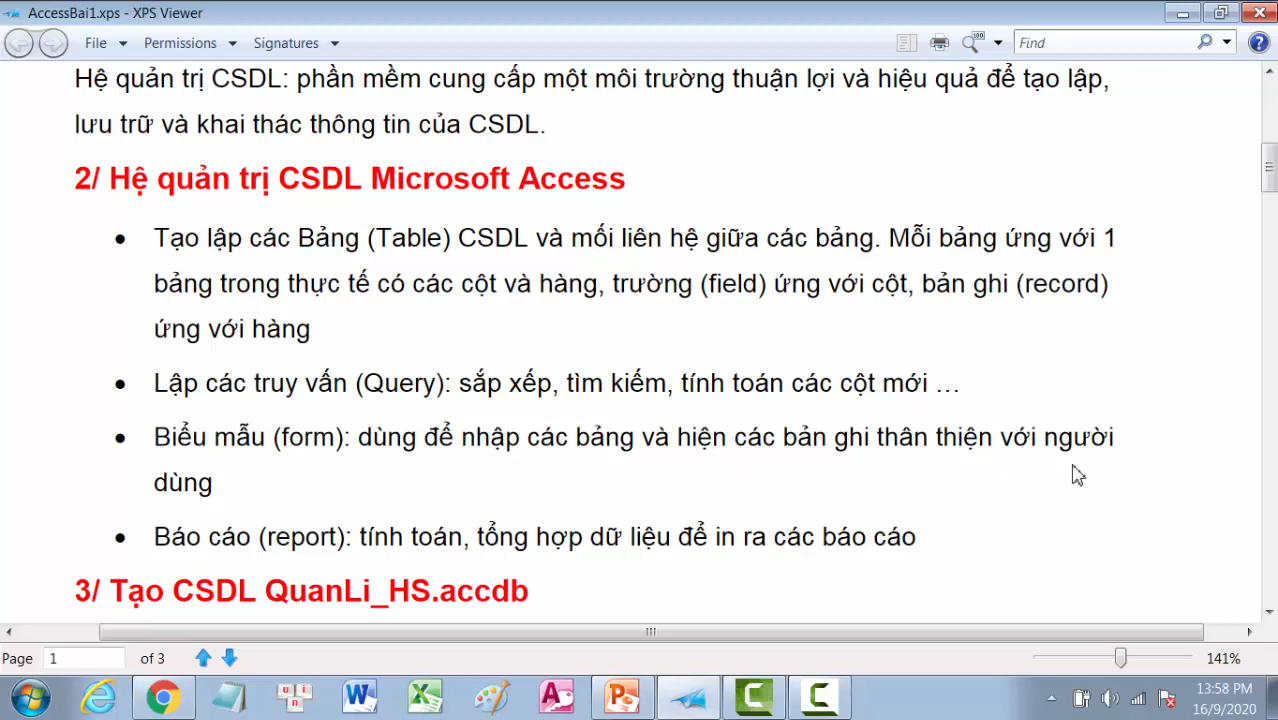 AccessBai1.xps - XPS Viewer
File Permissions Signatures Find
Hệ quản trị CSDL: phần mềm cung cấp một môi trường thuận lợi và hiệu quả để tạo lập,
lưu trữ và khai thác thông tin của CSDL.
2/ Hệ quản trị CSDL Microsoft Access
• Tạo lập các Bảng (Table) CSDL và mối liên hệ giữa các bảng. Mỗi bảng ứng với 1
bảng trong thực tế có các cột và hàng, trường (field) ứng với cột, bản ghi (record)
ứng với hàng
• Lập các truy vấn (Query): sắp xếp, tìm kiếm, tính toán các cột mới …
• Biểu mẫu (form): dùng để nhập các bảng và hiện các bản ghi thân thiện với người
dùng
• Báo cáo (report): tính toán, tổng hợp dữ liệu để in ra các báo cáo
3/ Tạo CSDL QuanLi_HS.accdb
Page 1 of 3 141%
13:58 PM
16/9/2020